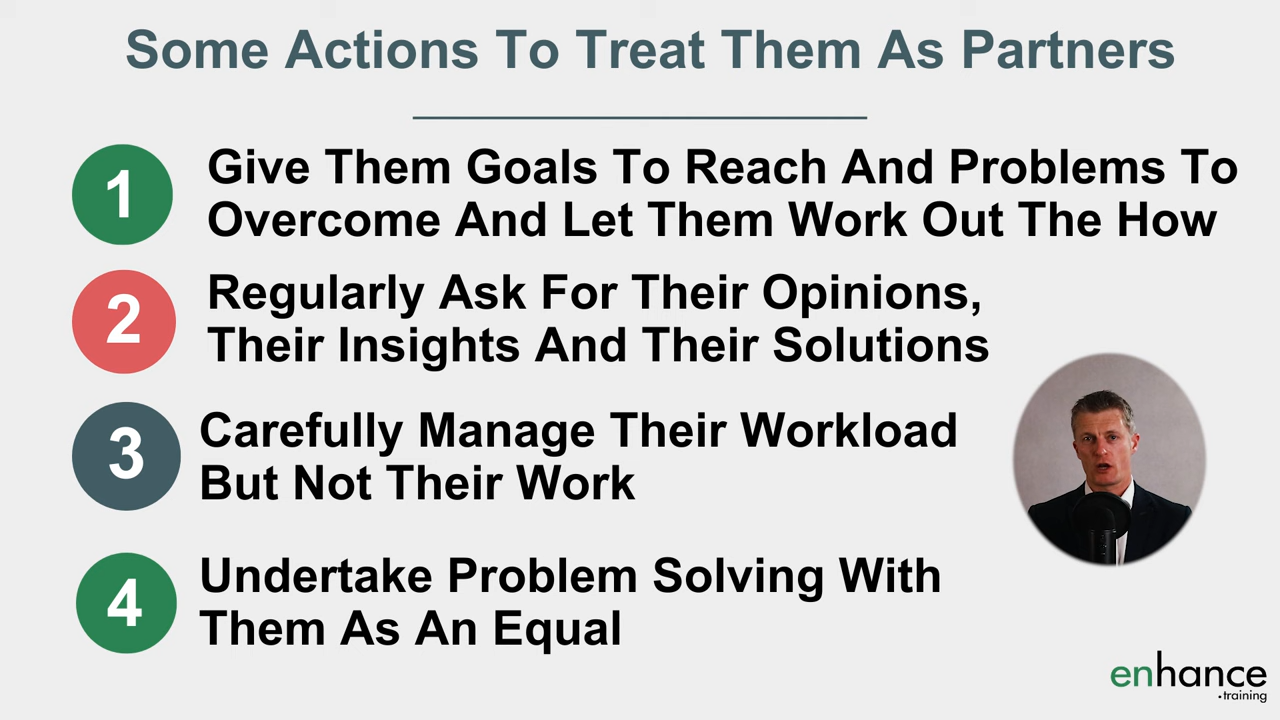 Some Actions To Treat Them As Partners
1
Give Them Goals To Reach And Problems To
Overcome And Let Them Work Out The How
2
Regularly Ask For Their Opinions,
Their Insights And Their Solutions
3
Carefully Manage Their Workload
But Not Their Work
4
Undertake Problem Solving With
Them As An Equal
enhance
.training